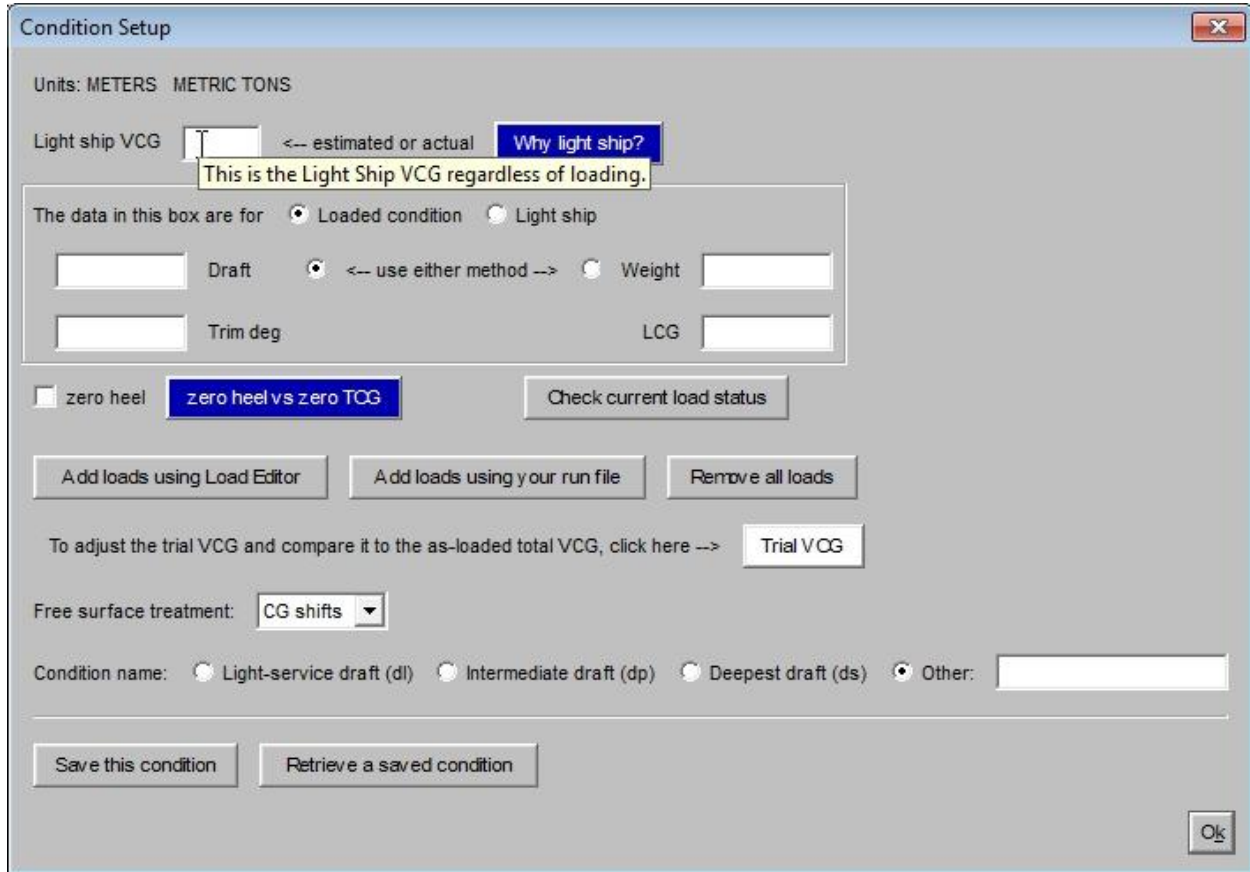 Condition Setup
Units: METERS METRIC TONS
Light ship VCG <-- estimated or actual Why light ship?
This is the Light Ship VCG regardless of loading.
The data in this box are for Loaded condition Light ship
Draft <-- use either method --> Weight
Trim deg LCG
zero heel zero heel vs zero TCG Check current load status
Add loads using Load Editor Add loads using your run file Remove all loads
To adjust the trial VCG and compare it to the as-loaded total VCG, click here --> Trial VCG
Free surface treatment: CG shifts
Condition name: Light-service draft (dl) Intermediate draft (dp) Deepest draft (ds) Other:
Save this condition Retrieve a saved condition
Ok